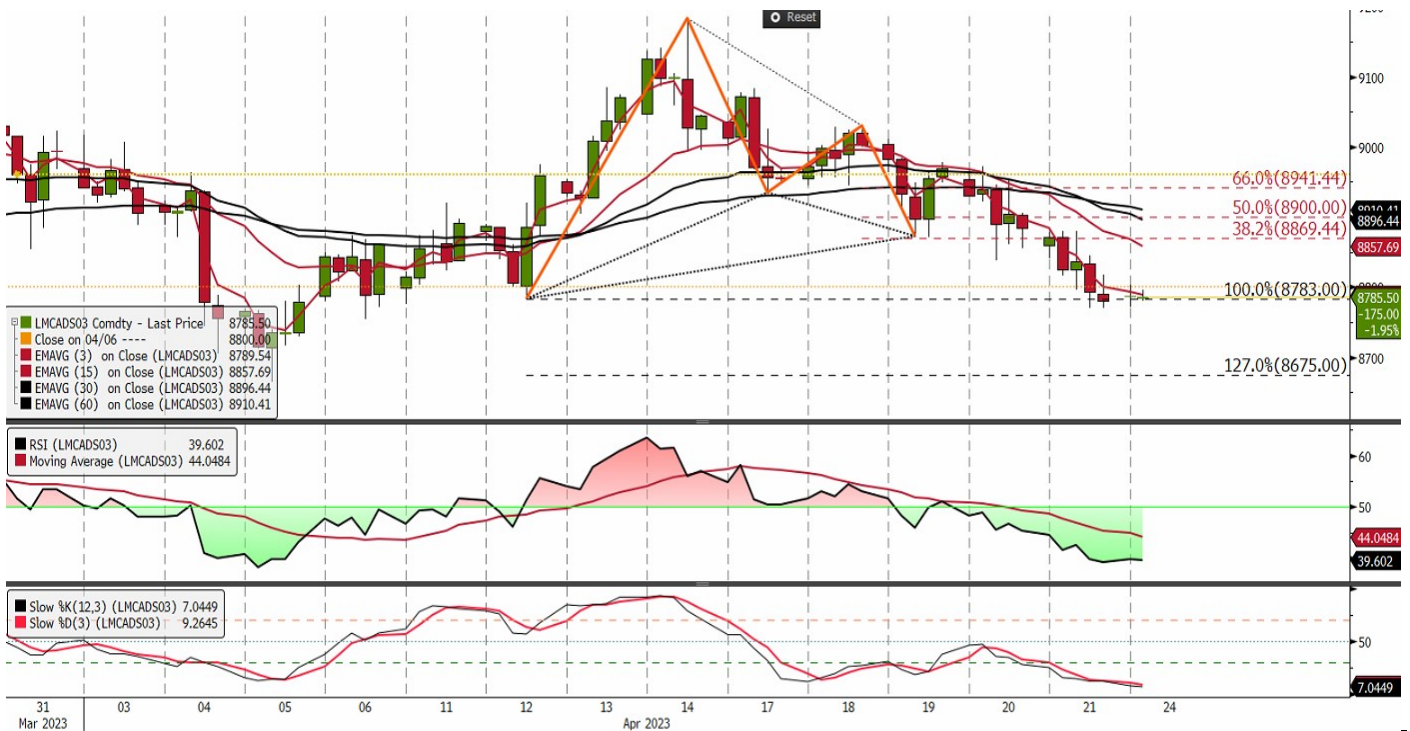 Reset
9200
9100
9000
66.0%(8941.44)
8910.41
50.0%(8900.00)
8896.44
38.2%(8869.44)
8857.69
8800
100.0%(8783.00)
8785.50
-175.00
-1.95%
8700
127.0%(8675.00)
LMCADS03 Comdty - Last Price 8785.50
Close on 04/06 ---- 8800.00
EMAVG (3) on Close (LMCADS03) 8789.54
EMAVG (15) on Close (LMCADS03) 8857.69
EMAVG (30) on Close (LMCADS03) 8896.44
EMAVG (60) on Close (LMCADS03) 8910.41
RSI (LMCADS03) 39.602
Moving Average (LMCADS03) 44.0484
60
50
44.0484
39.602
Slow %K(12,3) (LMCADS03) 7.0449
Slow %D(3) (LMCADS03) 9.2645
50
7.0449
31 03 04 05 06 11 12 13 14 17 18 19 20 21 24
Mar 2023 Apr 2023